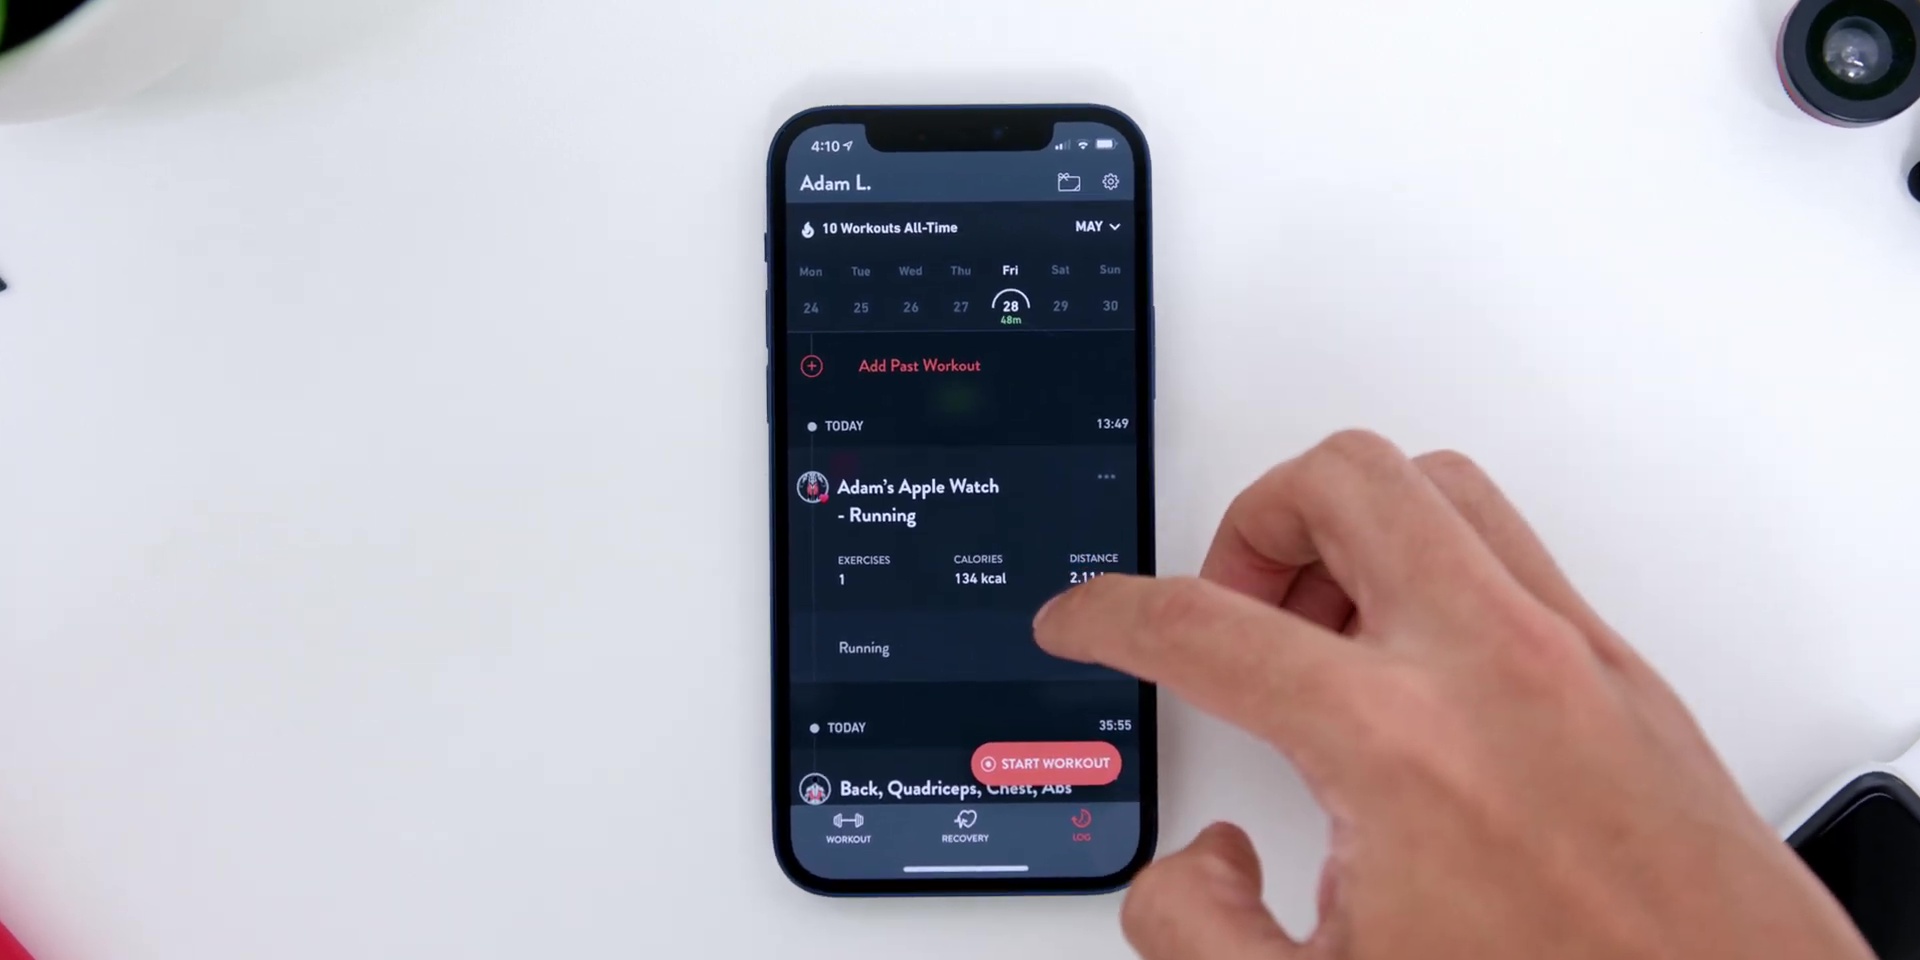 4:10
Adam L.
10 Workouts All-Time MAY
Mon Tue Wed Thu Fri Sat Sun
24 25 26 27 28 29 30
48m
Add Past Workout
TODAY 13:49
Adam's Apple Watch
- Running
EXERCISES CALORIES DISTANCE
1 134 kcal 2.11
Running
TODAY 35:55
START WORKOUT
Back, Quadriceps, Chest, Abs
WORKOUT RECOVERY LOG